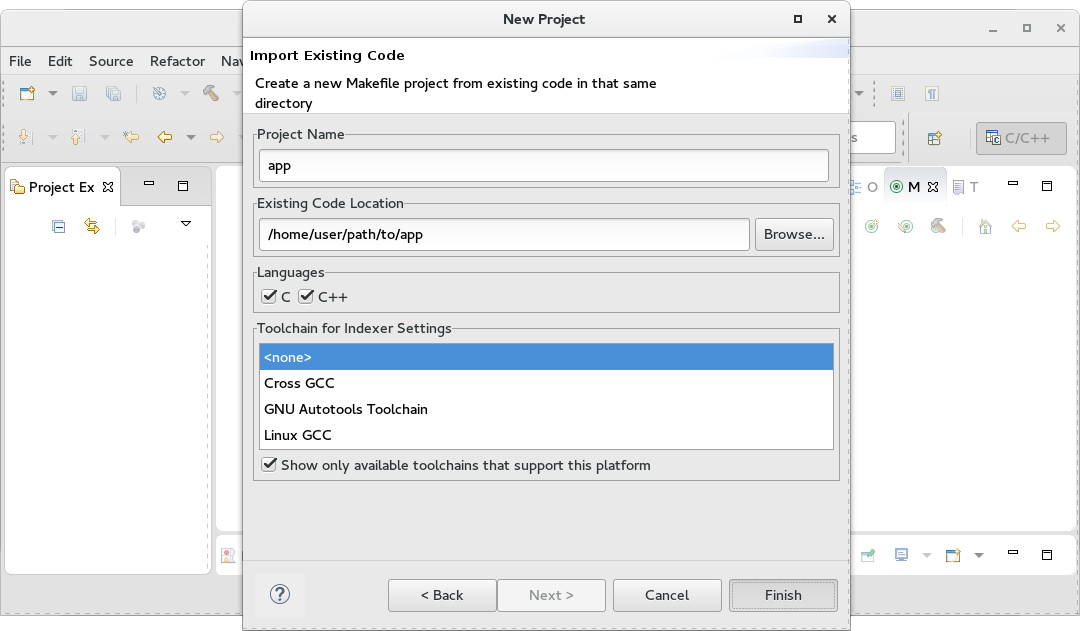 New Project
File Edit Source Refactor Nav
Import Existing Code
Create a new Makefile project from existing code in that same
directory
s
C/C++
Project Name
app
Project Ex
O M T
Existing Code Location
/home/user/path/to/app Browse...
Languages
C C++
Toolchain for Indexer Settings
<none>
Cross GCC
GNU Autotools Toolchain
Linux GCC
Show only available toolchains that support this platform
? < Back Next > Cancel Finish